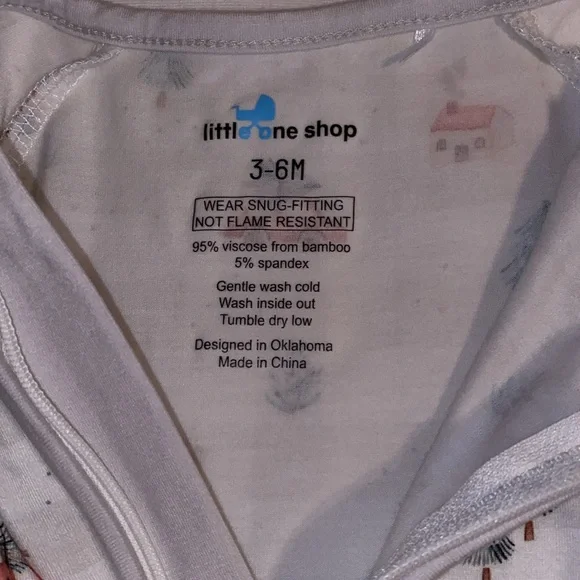 little one shop
3-6M
WEAR SNUG-FITTING
NOT FLAME RESISTANT
95% viscose from bamboo
5% spandex
Gentle wash cold
Wash inside out
Tumble dry low
Designed in Oklahoma
Made in China